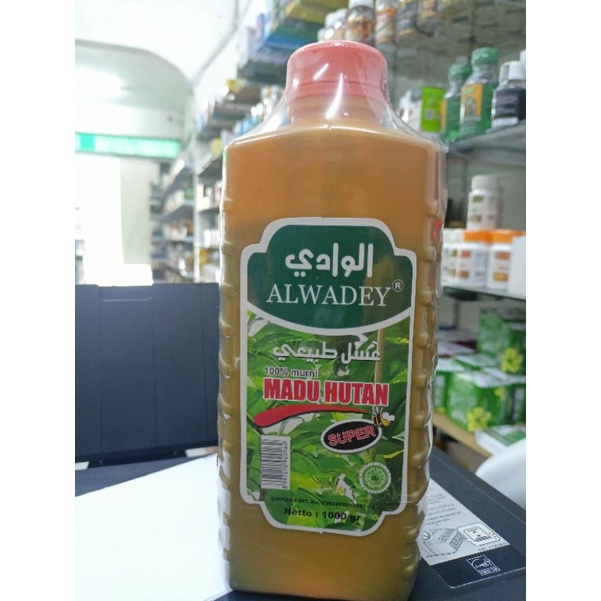 الوادي
ALWADEY®
عسل طبيعي
100% murni
MADU HUTAN
SUPER
Netto : 1000 gr